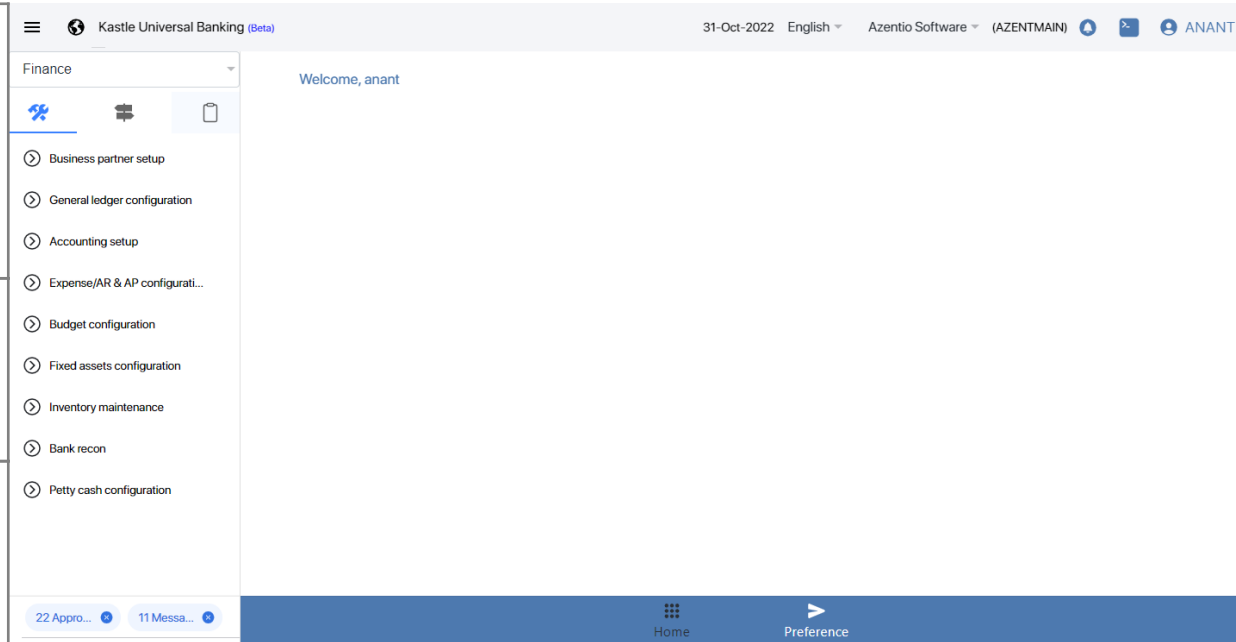 Kastle Universal Banking (Beta)
31-Oct-2022 English Azentio Software (AZENTMAIN) ANANT
Finance
Welcome, anant
Business partner setup
General ledger configuration
Accounting setup
Expense/AR & AP configurati...
Budget configuration
Fixed assets configuration
Inventory maintenance
Bank recon
Petty cash configuration
22 Appro... 11 Messa...
Home Preference